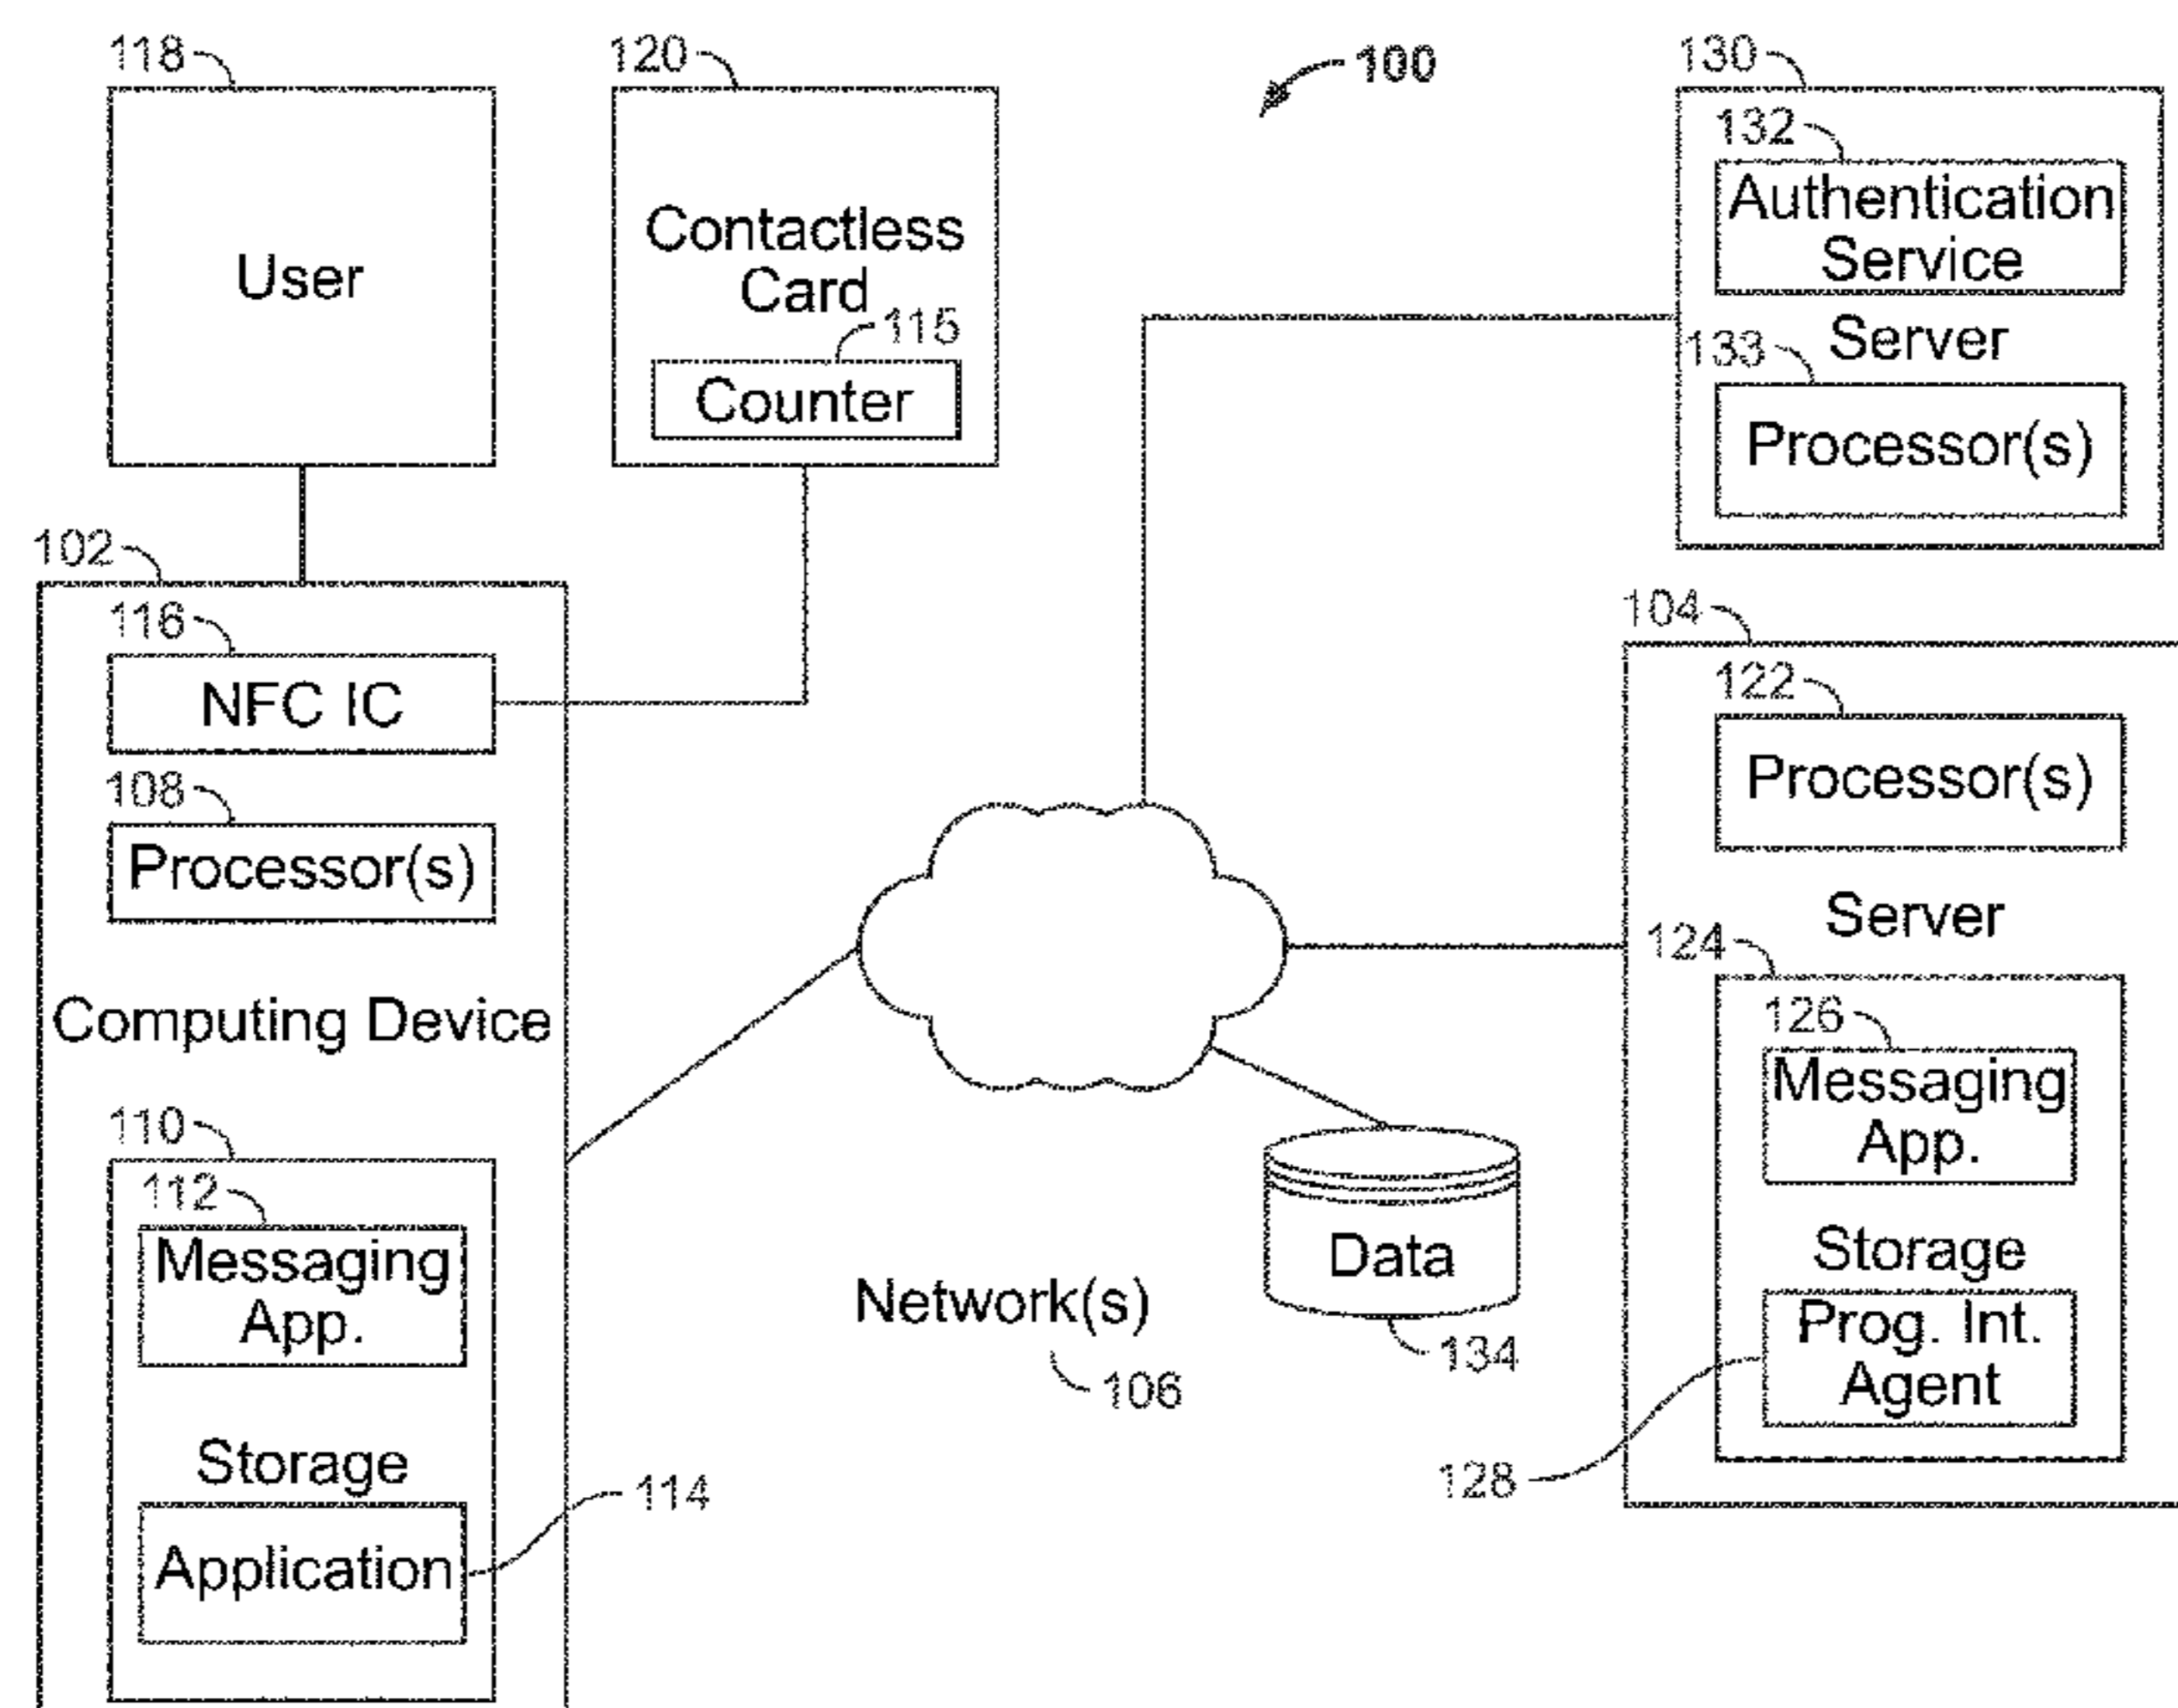 118
User
120
Contactless
Card
115
Counter
100
130
132
Authentication
Service
Server
133
Processor(s)
102
116
NFC IC
108
Processor(s)
Computing Device
110
112
Messaging
App.
Storage
Application
114
Network(s)
106
Data
134
104
122
Processor(s)
Server
124
126
Messaging
App.
Storage
Prog. Int.
Agent
128